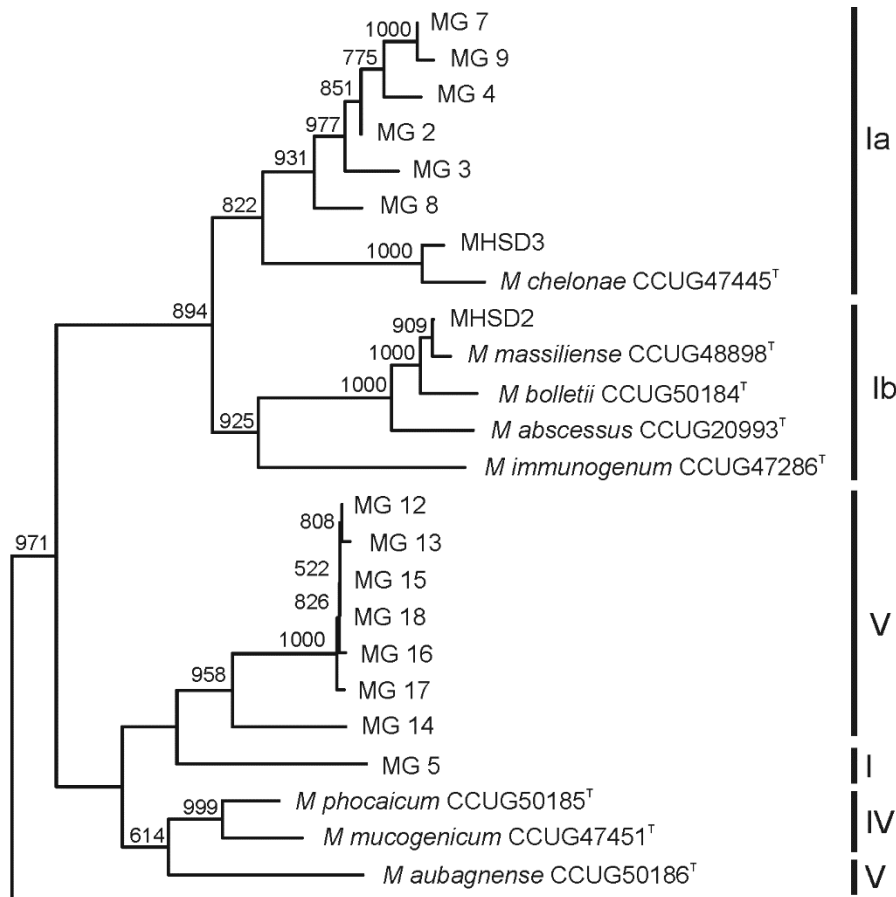 MG 7
1000
MG 9
775
MG 4
851
MG 2
977
MG 3
931
MG 8
822
MHSD3
1000
M chelonae CCUG47445ᵀ
Ia
894
MHSD2
909
M massiliense CCUG48898ᵀ
1000
M bolletii CCUG50184ᵀ
1000
M abscessus CCUG20993ᵀ
925
M immunogenum CCUG47286ᵀ
Ib
971
MG 12
808
MG 13
522
MG 15
826
MG 18
1000
MG 16
MG 17
958
MG 14
V
MG 5
I
M phocaicum CCUG50185ᵀ
999
M mucogenicum CCUG47451ᵀ
IV
614
M aubagnense CCUG50186ᵀ
V